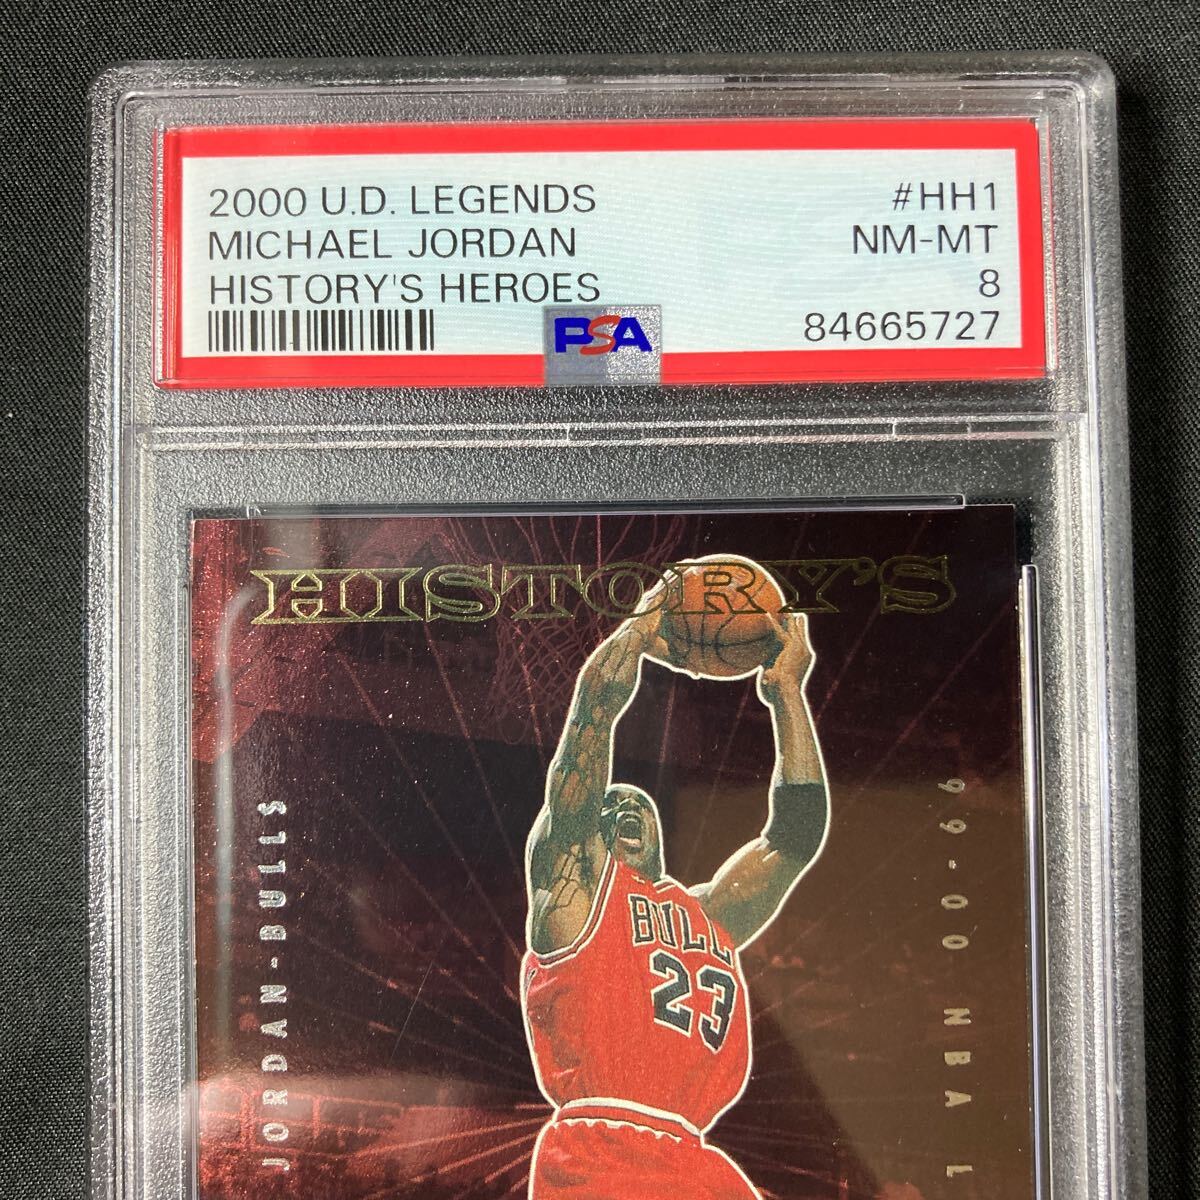 2000 U.D. LEGENDS #HH1
MICHAEL JORDAN NM-MT
HISTORY'S HEROES 8
PSA 84665727
HISTORY'S
JORDAN-BULLS
99-00 NBA L
BULL
23